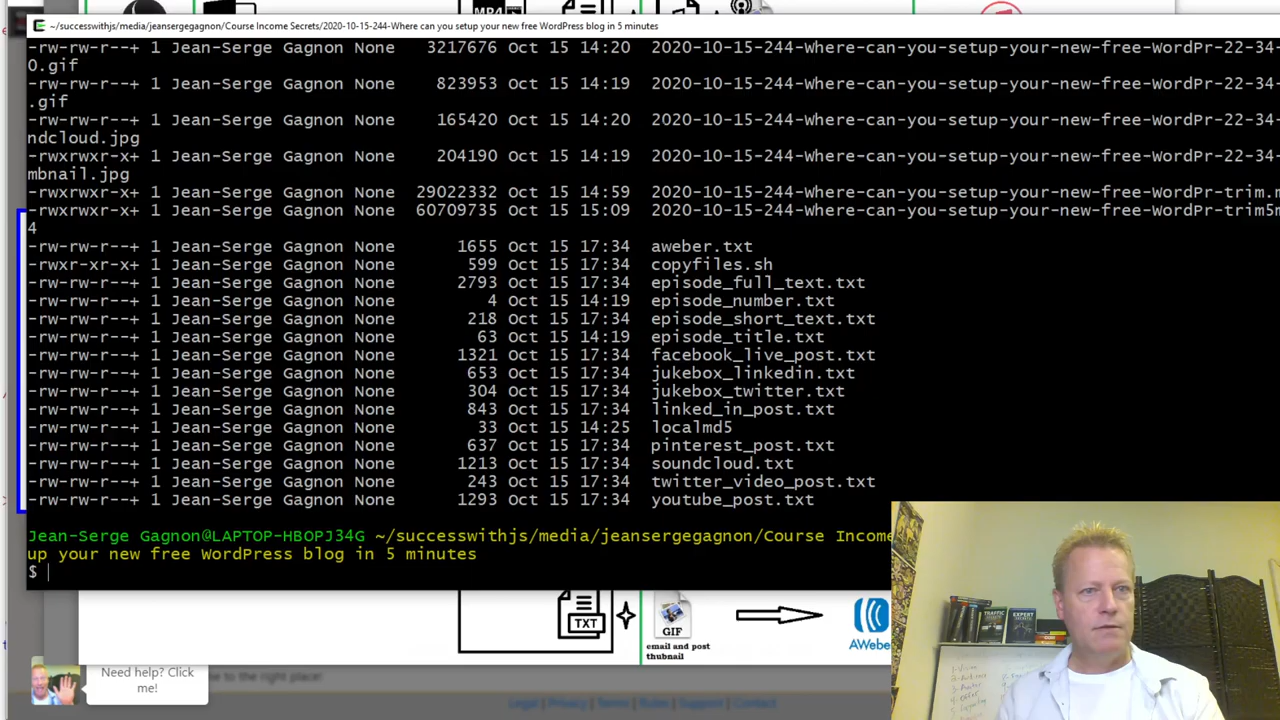 MP4
~/successwithjs/media/jeansergegagnon/Course Income Secrets/2020-10-15-244-Where can you setup your new free WordPress blog in 5 minutes
-rw-rw-r--+ 1 Jean-Serge Gagnon None 3217676 Oct 15 14:20 2020-10-15-244-Where-can-you-setup-your-new-free-WordPr-22-34-
0.gif
-rw-rw-r--+ 1 Jean-Serge Gagnon None 823953 Oct 15 14:19 2020-10-15-244-Where-can-you-setup-your-new-free-WordPr-22-34-
.gif
-rw-rw-r--+ 1 Jean-Serge Gagnon None 165420 Oct 15 14:20 2020-10-15-244-Where-can-you-setup-your-new-free-WordPr-22-34-
ndcloud.jpg
-rwxrwxr-x+ 1 Jean-Serge Gagnon None 204190 Oct 15 14:19 2020-10-15-244-Where-can-you-setup-your-new-free-WordPr-22-34-
mbnail.jpg
-rwxrwxr-x+ 1 Jean-Serge Gagnon None 29022332 Oct 15 14:59 2020-10-15-244-Where-can-you-setup-your-new-free-WordPr-trim.m
-rwxrwxr-x+ 1 Jean-Serge Gagnon None 60709735 Oct 15 15:09 2020-10-15-244-Where-can-you-setup-your-new-free-WordPr-trim5m
4
-rw-rw-r--+ 1 Jean-Serge Gagnon None 1655 Oct 15 17:34 aweber.txt
-rwxr-xr-x+ 1 Jean-Serge Gagnon None 599 Oct 15 17:34 copyfiles.sh
-rw-rw-r--+ 1 Jean-Serge Gagnon None 2793 Oct 15 17:34 episode_full_text.txt
-rw-rw-r--+ 1 Jean-Serge Gagnon None 4 Oct 15 14:19 episode_number.txt
-rw-rw-r--+ 1 Jean-Serge Gagnon None 218 Oct 15 17:34 episode_short_text.txt
-rw-rw-r--+ 1 Jean-Serge Gagnon None 63 Oct 15 14:19 episode_title.txt
-rw-rw-r--+ 1 Jean-Serge Gagnon None 1321 Oct 15 17:34 facebook_live_post.txt
-rw-rw-r--+ 1 Jean-Serge Gagnon None 653 Oct 15 17:34 jukebox_linkedin.txt
-rw-rw-r--+ 1 Jean-Serge Gagnon None 304 Oct 15 17:34 jukebox_twitter.txt
-rw-rw-r--+ 1 Jean-Serge Gagnon None 843 Oct 15 17:34 linked_in_post.txt
-rw-rw-r--+ 1 Jean-Serge Gagnon None 33 Oct 15 14:25 localmd5
-rw-rw-r--+ 1 Jean-Serge Gagnon None 637 Oct 15 17:34 pinterest_post.txt
-rw-rw-r--+ 1 Jean-Serge Gagnon None 1213 Oct 15 17:34 soundcloud.txt
-rw-rw-r--+ 1 Jean-Serge Gagnon None 243 Oct 15 17:34 twitter_video_post.txt
-rw-rw-r--+ 1 Jean-Serge Gagnon None 1293 Oct 15 17:34 youtube_post.txt
Jean-Serge Gagnon@LAPTOP-HBOPJ34G ~/successwithjs/media/jeansergegagnon/Course Income
up your new free WordPress blog in 5 minutes
$
TXT
GIF
email and post
thubnail
AWeber
Need help? Click
me!
me to the right place!
Legal | Privacy | Terms | Rules | Support | Contact
TRAFFIC
SECRETS
EXPERT
SECRETS